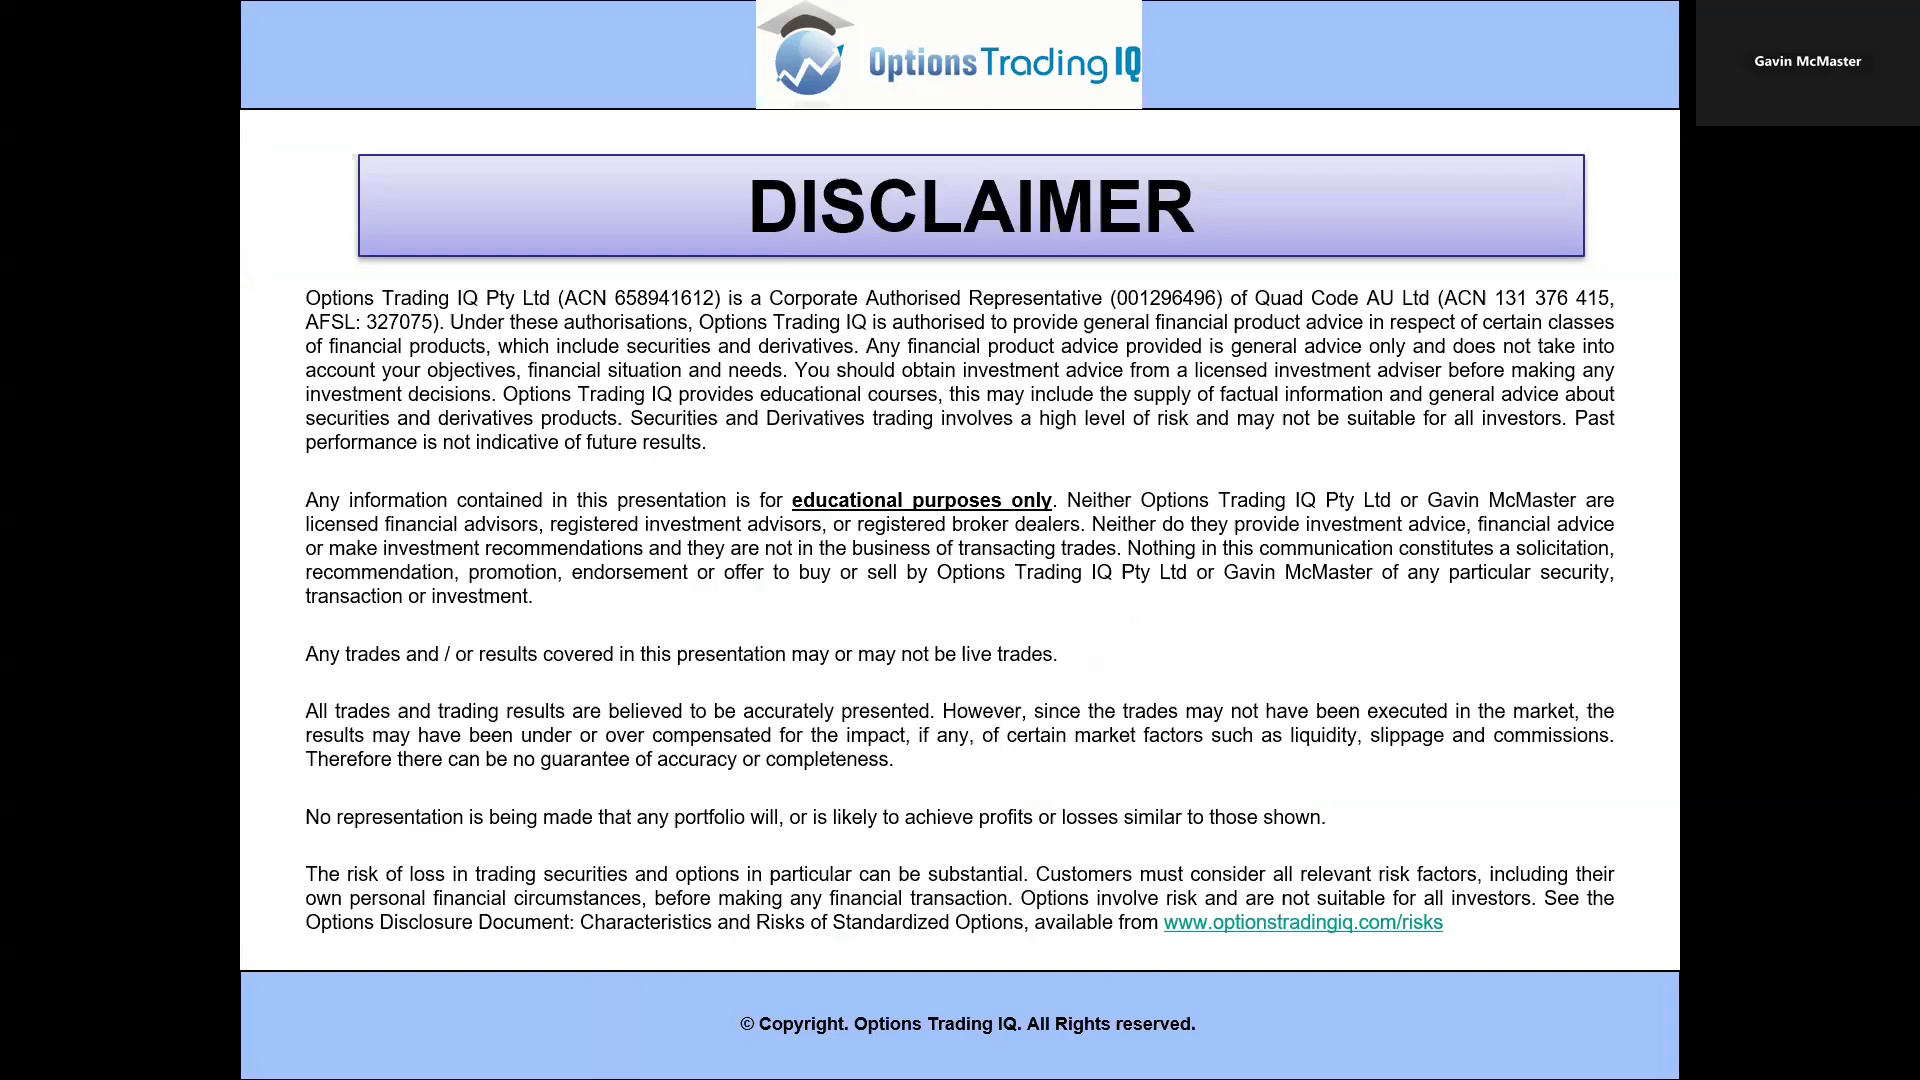 Options Trading IQ
Gavin McMaster
DISCLAIMER
Options Trading IQ Pty Ltd (ACN 658941612) is a Corporate Authorised Representative (001296496) of Quad Code AU Ltd (ACN 131 376 415,
AFSL: 327075). Under these authorisations, Options Trading IQ is authorised to provide general financial product advice in respect of certain classes
of financial products, which include securities and derivatives. Any financial product advice provided is general advice only and does not take into
account your objectives, financial situation and needs. You should obtain investment advice from a licensed investment adviser before making any
investment decisions. Options Trading IQ provides educational courses, this may include the supply of factual information and general advice about
securities and derivatives products. Securities and Derivatives trading involves a high level of risk and may not be suitable for all investors. Past
performance is not indicative of future results.
Any information contained in this presentation is for educational purposes only. Neither Options Trading IQ Pty Ltd or Gavin McMaster are
licensed financial advisors, registered investment advisors, or registered broker dealers. Neither do they provide investment advice, financial advice
or make investment recommendations and they are not in the business of transacting trades. Nothing in this communication constitutes a solicitation,
recommendation, promotion, endorsement or offer to buy or sell by Options Trading IQ Pty Ltd or Gavin McMaster of any particular security,
transaction or investment.
Any trades and / or results covered in this presentation may or may not be live trades.
All trades and trading results are believed to be accurately presented. However, since the trades may not have been executed in the market, the
results may have been under or over compensated for the impact, if any, of certain market factors such as liquidity, slippage and commissions.
Therefore there can be no guarantee of accuracy or completeness.
No representation is being made that any portfolio will, or is likely to achieve profits or losses similar to those shown.
The risk of loss in trading securities and options in particular can be substantial. Customers must consider all relevant risk factors, including their
own personal financial circumstances, before making any financial transaction. Options involve risk and are not suitable for all investors. See the
Options Disclosure Document: Characteristics and Risks of Standardized Options, available from www.optionstradingiq.com/risks
© Copyright. Options Trading IQ. All Rights reserved.